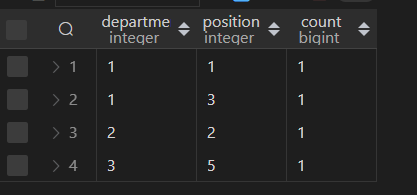 departme position count
integer integer bigint
1 1 1 1
2 1 3 1
3 2 2 1
4 3 5 1